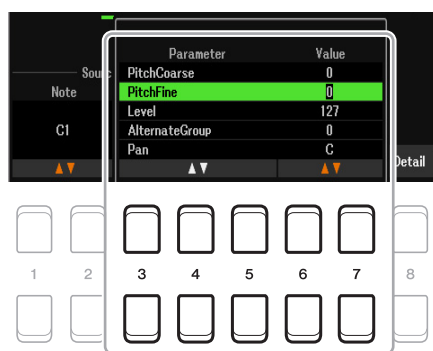 Parameter Value
Sourc
PitchCoarse 0
Note
PitchFine 0
Level 127
C1
AlternateGroup 0
Pan C
Detail
1 2 3 4 5 6 7 8